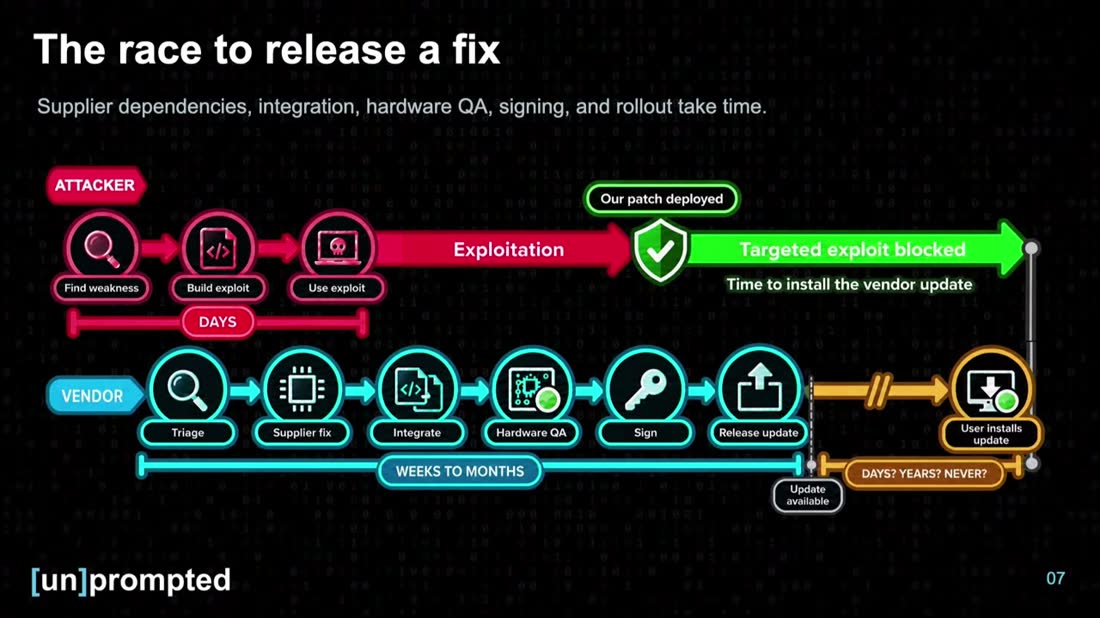 The race to release a fix
Supplier dependencies, integration, hardware QA, signing, and rollout take time.
ATTACKER
Find weakness
Build exploit
Use exploit
DAYS
Exploitation
Our patch deployed
Targeted exploit blocked
Time to install the vendor update
VENDOR
Triage
Supplier fix
Integrate
Hardware QA
Sign
Release update
User installs
update
WEEKS TO MONTHS
Update
available
DAYS? YEARS? NEVER?
[un]prompted
07